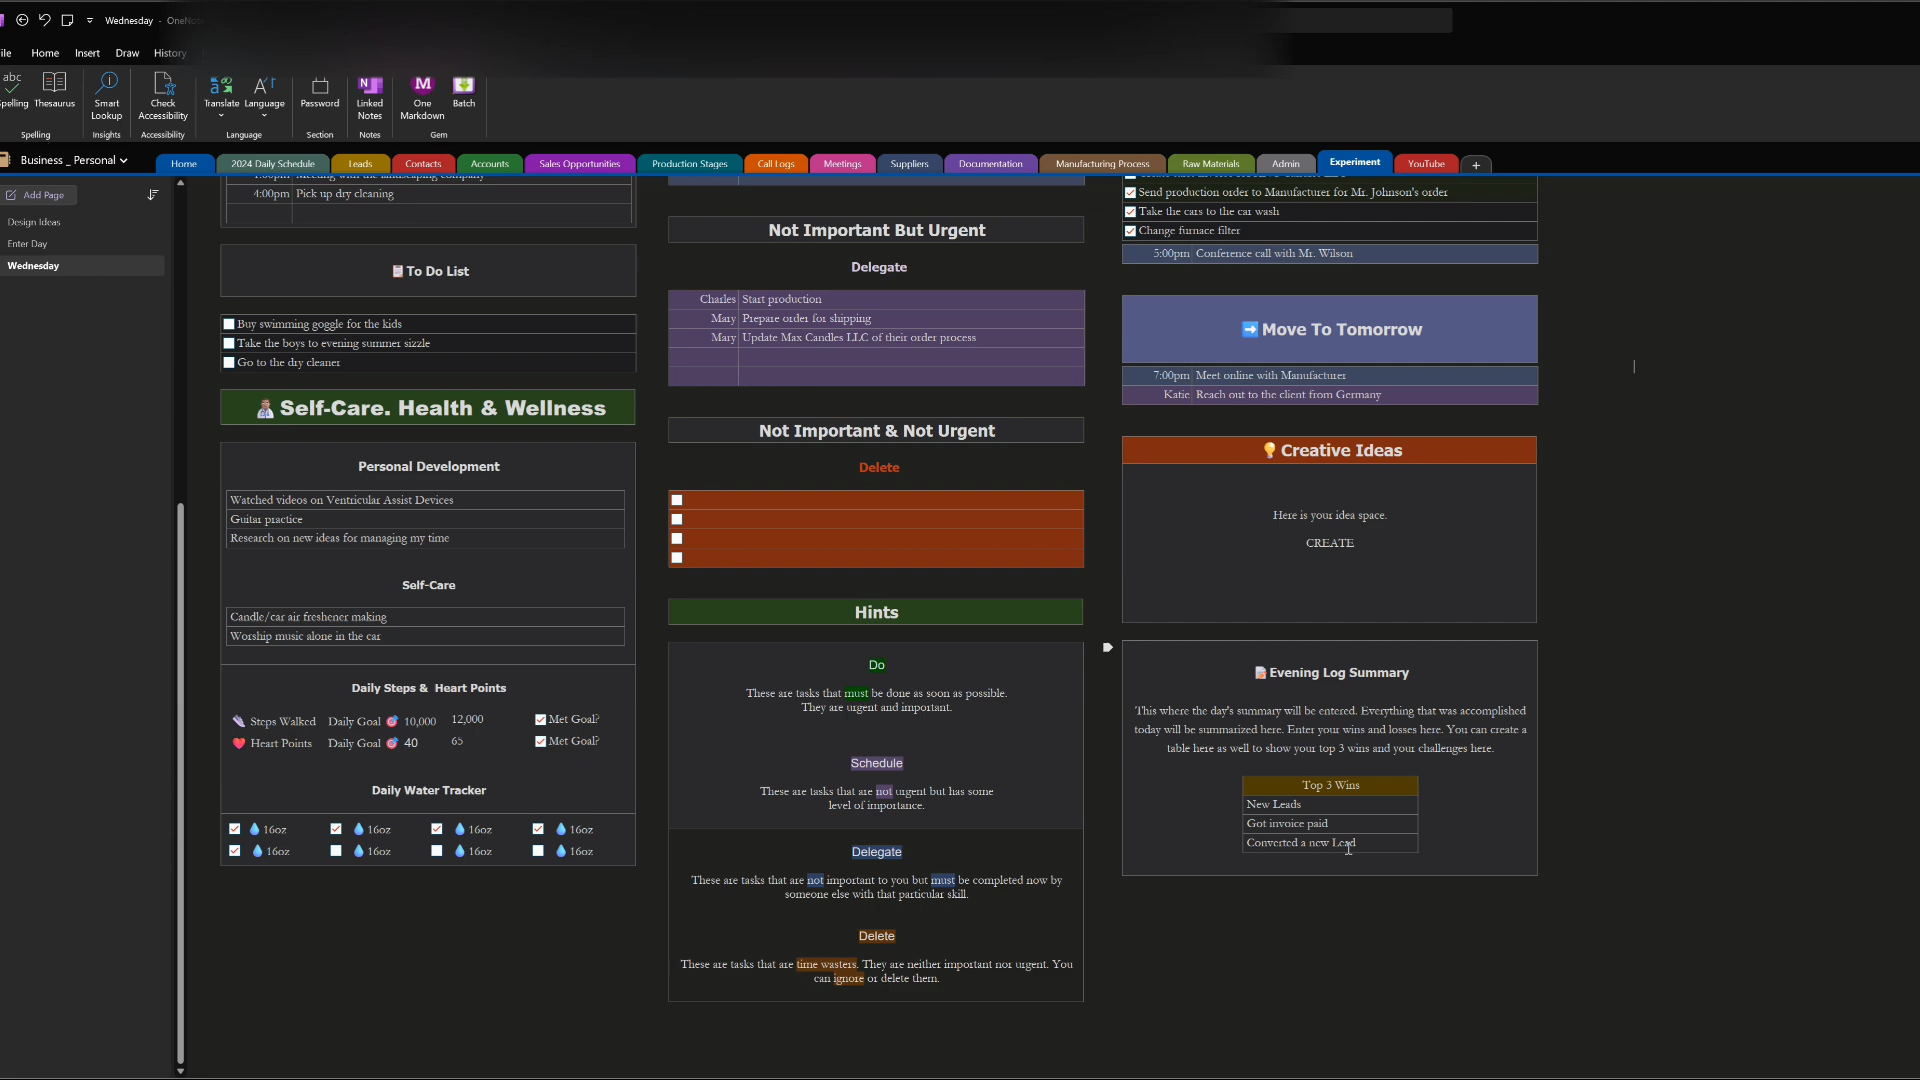 Wednesday - OneNote
File
Home
Insert
Draw
History
abc
Spelling
Thesaurus
Smart
Lookup
Check
Accessibility
Translate
Language
Password
Linked
Notes
One
Markdown
Batch
Spelling
Insights
Accessibility
Language
Section
Notes
Gem
Business _ Personal
Home
2024 Daily Schedule
Leads
Contacts
Accounts
Sales Opportunities
Production Stages
Call Logs
Meetings
Suppliers
Documentation
Manufacturing Process
Raw Materials
Admin
Experiment
YouTube
+
Add Page
Design Ideas
Enter Day
Wednesday
Meeting with the landscaping company
4:00pm Pick up dry cleaning
To Do List
Buy swimming goggle for the kids
Take the boys to evening summer sizzle
Go to the dry cleaner
Self-Care. Health & Wellness
Personal Development
Watched videos on Ventricular Assist Devices
Guitar practice
Research on new ideas for managing my time
Self-Care
Candle/car air freshener making
Worship music alone in the car
Daily Steps & Heart Points
Steps Walked Daily Goal 10,000 12,000 Met Goal?
Heart Points Daily Goal 40 65 Met Goal?
Daily Water Tracker
16oz 16oz 16oz 16oz
16oz 16oz 16oz 16oz
Not Important But Urgent
Delegate
Charles Start production
Mary Prepare order for shipping
Mary Update Max Candles LLC of their order process
Not Important & Not Urgent
Delete
Hints
Do
These are tasks that must be done as soon as possible.
They are urgent and important.
Schedule
These are tasks that are not urgent but has some
level of importance.
Delegate
These are tasks that are not important to you but must be completed now by
someone else with that particular skill.
Delete
These are tasks that are time wasters. They are neither important nor urgent. You
can ignore or delete them.
Send production order to Manufacturer for Mr. Johnson's order
Take the cars to the car wash
Change furnace filter
5:00pm Conference call with Mr. Wilson
Move To Tomorrow
7:00pm Meet online with Manufacturer
Katie Reach out to the client from Germany
Creative Ideas
Here is your idea space.
CREATE
Evening Log Summary
This where the day's summary will be entered. Everything that was accomplished
today will be summarized here. Enter your wins and losses here. You can create a
table here as well to show your top 3 wins and your challenges here.
Top 3 Wins
New Leads
Got invoice paid
Converted a new Lead